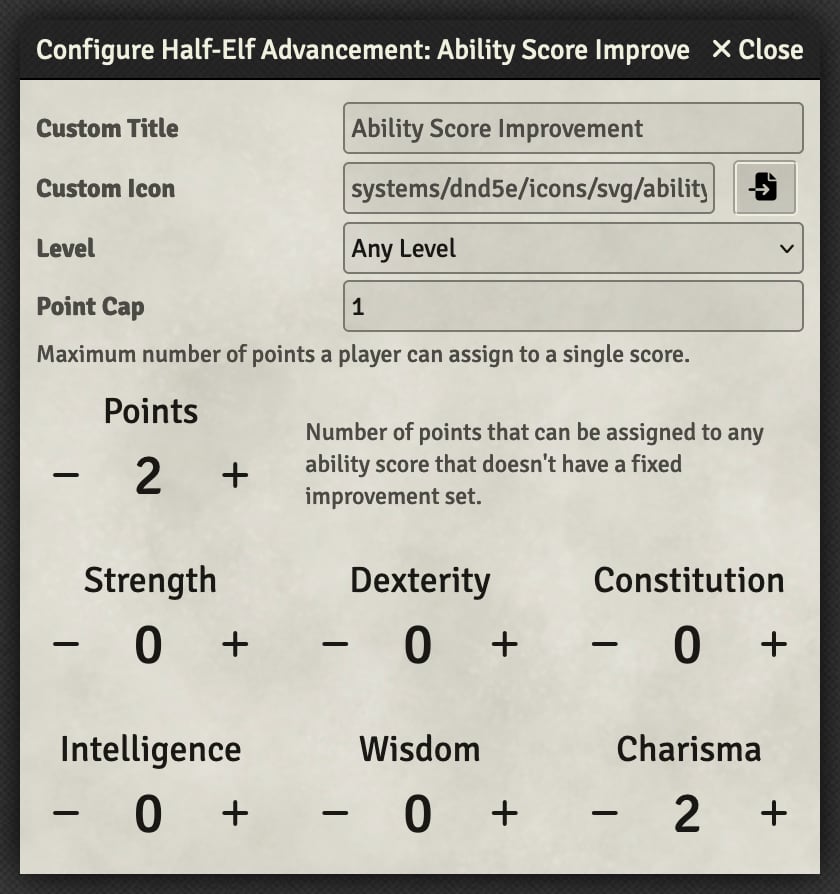 Configure Half-Elf Advancement: Ability Score Improve × Close
Custom Title Ability Score Improvement
Custom Icon systems/dnd5e/icons/svg/ability
Level Any Level
Point Cap 1
Maximum number of points a player can assign to a single score.
Points
− 2 +
Number of points that can be assigned to any
ability score that doesn't have a fixed
improvement set.
Strength Dexterity Constitution
− 0 + − 0 + − 0 +
Intelligence Wisdom Charisma
− 0 + − 0 + − 2 +